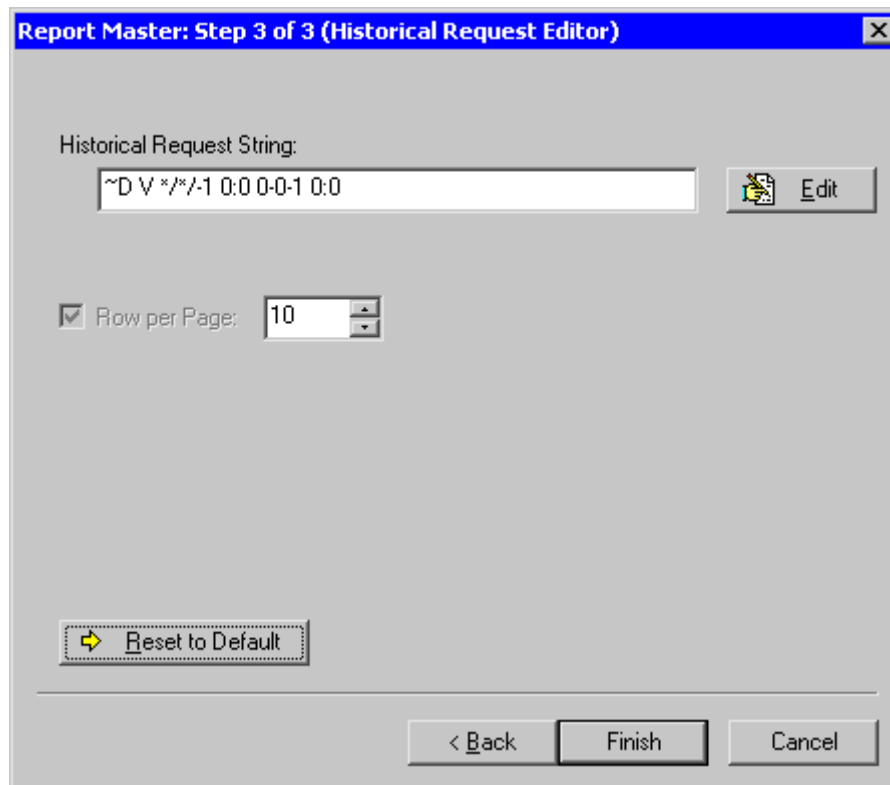 Report Master: Step 3 of 3 (Historical Request Editor)
Historical Request String:
~D V */*/-1 0:0 0-0-1 0:0
Edit
Row per Page: 10
Reset to Default
< Back Finish Cancel